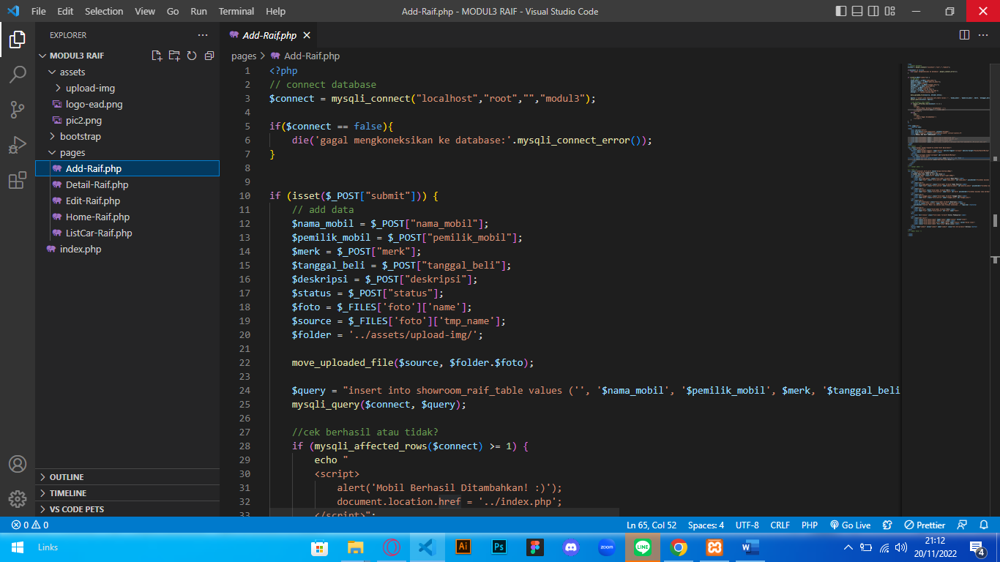 File Edit Selection View Go Run Terminal Help Add-Raif.php - MODUL3 RAIF - Visual Studio Code
EXPLORER
MODUL3 RAIF
assets
upload-img
logo-ead.png
pic2.png
bootstrap
pages
Add-Raif.php
Detail-Raif.php
Edit-Raif.php
Home-Raif.php
ListCar-Raif.php
index.php
OUTLINE
TIMELINE
VS CODE PETS
Add-Raif.php
pages > Add-Raif.php
1 <?php
2 // connect database
3 $connect = mysqli_connect("localhost","root","","modul3");
4
5 if($connect == false){
6 die('gagal mengkoneksikan ke database:'.mysqli_connect_error());
7 }
8
9
10 if (isset($_POST["submit"])) {
11 // add data
12 $nama_mobil = $_POST["nama_mobil"];
13 $pemilik_mobil = $_POST["pemilik_mobil"];
14 $merk = $_POST["merk"];
15 $tanggal_beli = $_POST["tanggal_beli"];
16 $deskripsi = $_POST["deskripsi"];
17 $status = $_POST["status"];
18 $foto = $_FILES['foto']['name'];
19 $source = $_FILES['foto']['tmp_name'];
20 $folder = '../assets/upload-img/';
21
22 move_uploaded_file($source, $folder.$foto);
23
24 $query = "insert into showroom_raif_table values ('', '$nama_mobil', '$pemilik_mobil', $merk, '$tanggal_beli
25 mysqli_query($connect, $query);
26
27 //cek berhasil atau tidak?
28 if (mysqli_affected_rows($connect) >= 1) {
29 echo "
30 <script>
31 alert('Mobil Berhasil Ditambahkan! :)');
32 document.location.href = '../index.php';
33 </script>";
0 0 Ln 65, Col 52 Spaces: 4 UTF-8 CRLF PHP Go Live Prettier
Links
Ai
Ps
zoom
LINE
W
21:12
20/11/2022
4